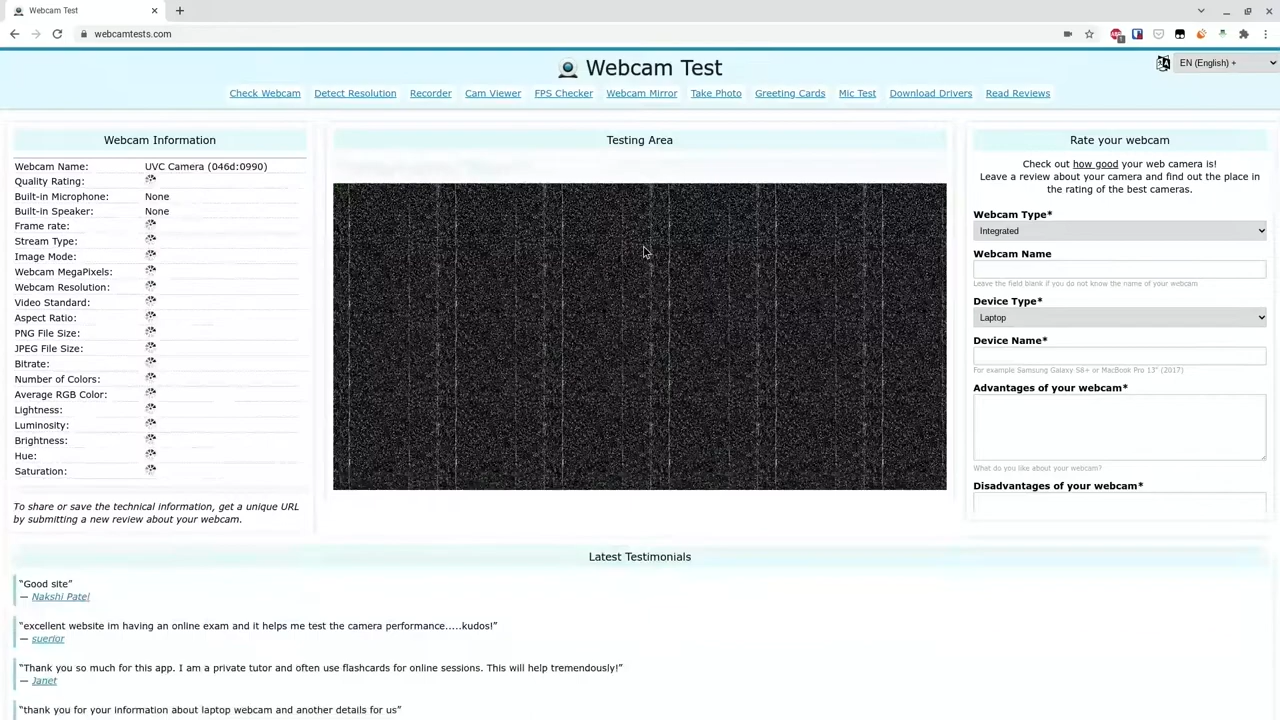 Webcam Test
webcamtests.com
1
Webcam Test
EN (English) +
Check Webcam Detect Resolution Recorder Cam Viewer FPS Checker Webcam Mirror Take Photo Greeting Cards Mic Test Download Drivers Read Reviews
Webcam Information
Webcam Name: UVC Camera (046d:0990)
Quality Rating:
Built-in Microphone: None
Built-in Speaker: None
Frame rate:
Stream Type:
Image Mode:
Webcam MegaPixels:
Webcam Resolution:
Video Standard:
Aspect Ratio:
PNG File Size:
JPEG File Size:
Bitrate:
Number of Colors:
Average RGB Color:
Lightness:
Luminosity:
Brightness:
Hue:
Saturation:
To share or save the technical information, get a unique URL
by submitting a new review about your webcam.
Testing Area
Rate your webcam
Check out how good your web camera is!
Leave a review about your camera and find out the place in
the rating of the best cameras.
Webcam Type*
Integrated
Webcam Name
Leave the field blank if you do not know the name of your webcam
Device Type*
Laptop
Device Name*
For example Samsung Galaxy S6+ or MacBook Pro 13" (2017)
Advantages of your webcam*
What do you like about your webcam?
Disadvantages of your webcam*
Latest Testimonials
“Good site”
— Nakshi Patel
“excellent website im having an online exam and it helps me test the camera performance.....kudos!”
— suerior
“Thank you so much for this app. I am a private tutor and often use flashcards for online sessions. This will help tremendously!”
— Janet
“thank you for your information about laptop webcam and another details for us”